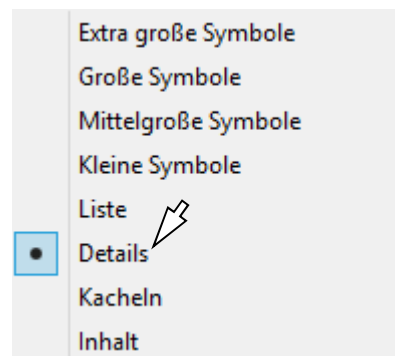 Extra große Symbole
Große Symbole
Mittelgroße Symbole
Kleine Symbole
Liste
Details
Kacheln
Inhalt